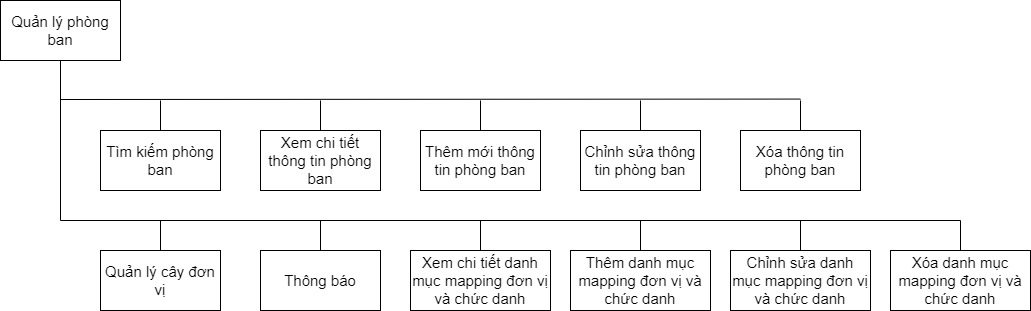 Quản lý phòng
ban
Tìm kiếm phòng
ban
Xem chi tiết
thông tin phòng
ban
Thêm mới thông
tin phòng ban
Chỉnh sửa thông
tin phòng ban
Xóa thông tin
phòng ban
Quản lý cây đơn
vị
Thông báo
Xem chi tiết danh
mục mapping đơn vị
và chức danh
Thêm danh mục
mapping đơn vị và
chức danh
Chỉnh sửa danh
mục mapping đơn vị
và chức danh
Xóa danh mục
mapping đơn vị và
chức danh